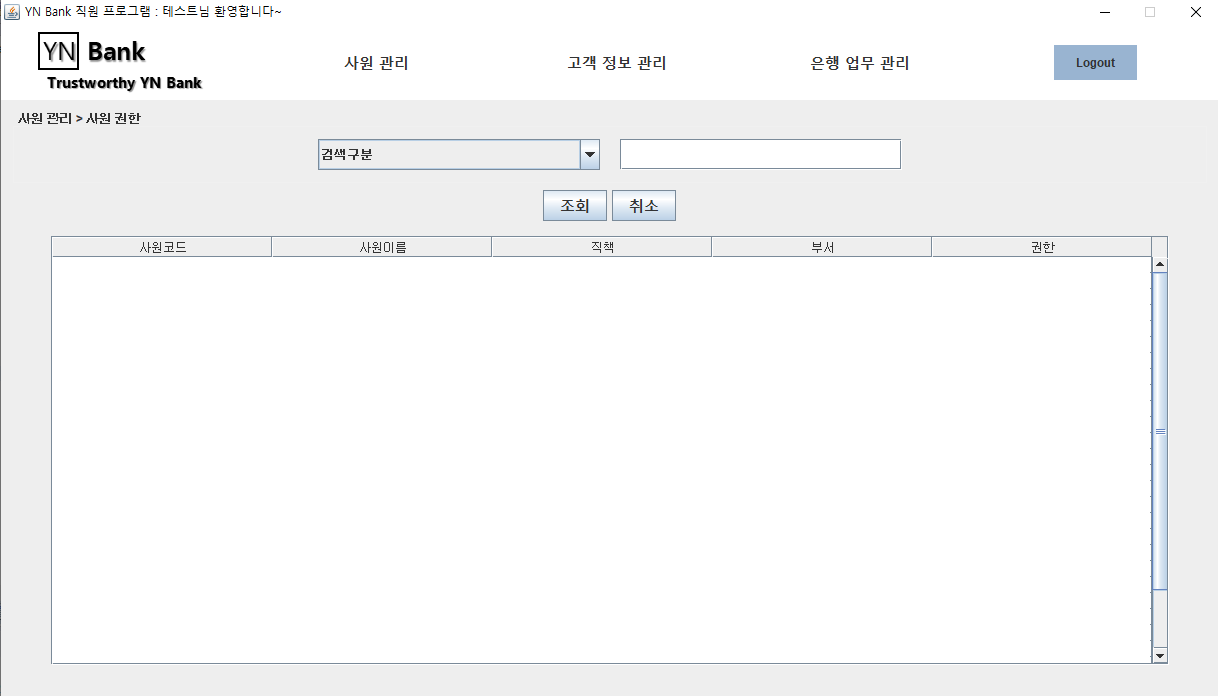 YN Bank 직원 프로그램 : 테스트님 환영합니다~
YN Bank
Trustworthy YN Bank
사원 관리 고객 정보 관리 은행 업무 관리 Logout
사원 관리 > 사원 권한
검색구분
조회 취소
사원코드 사원이름 직책 부서 권한